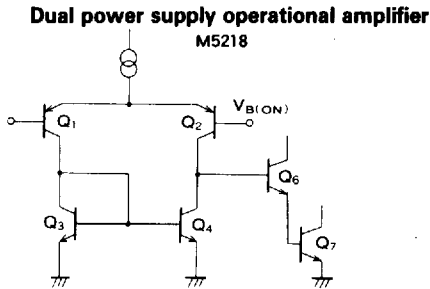 Dual power supply operational amplifier
M5218
Q1
Q2
VB(ON)
Q6
Q3
Q4
Q7